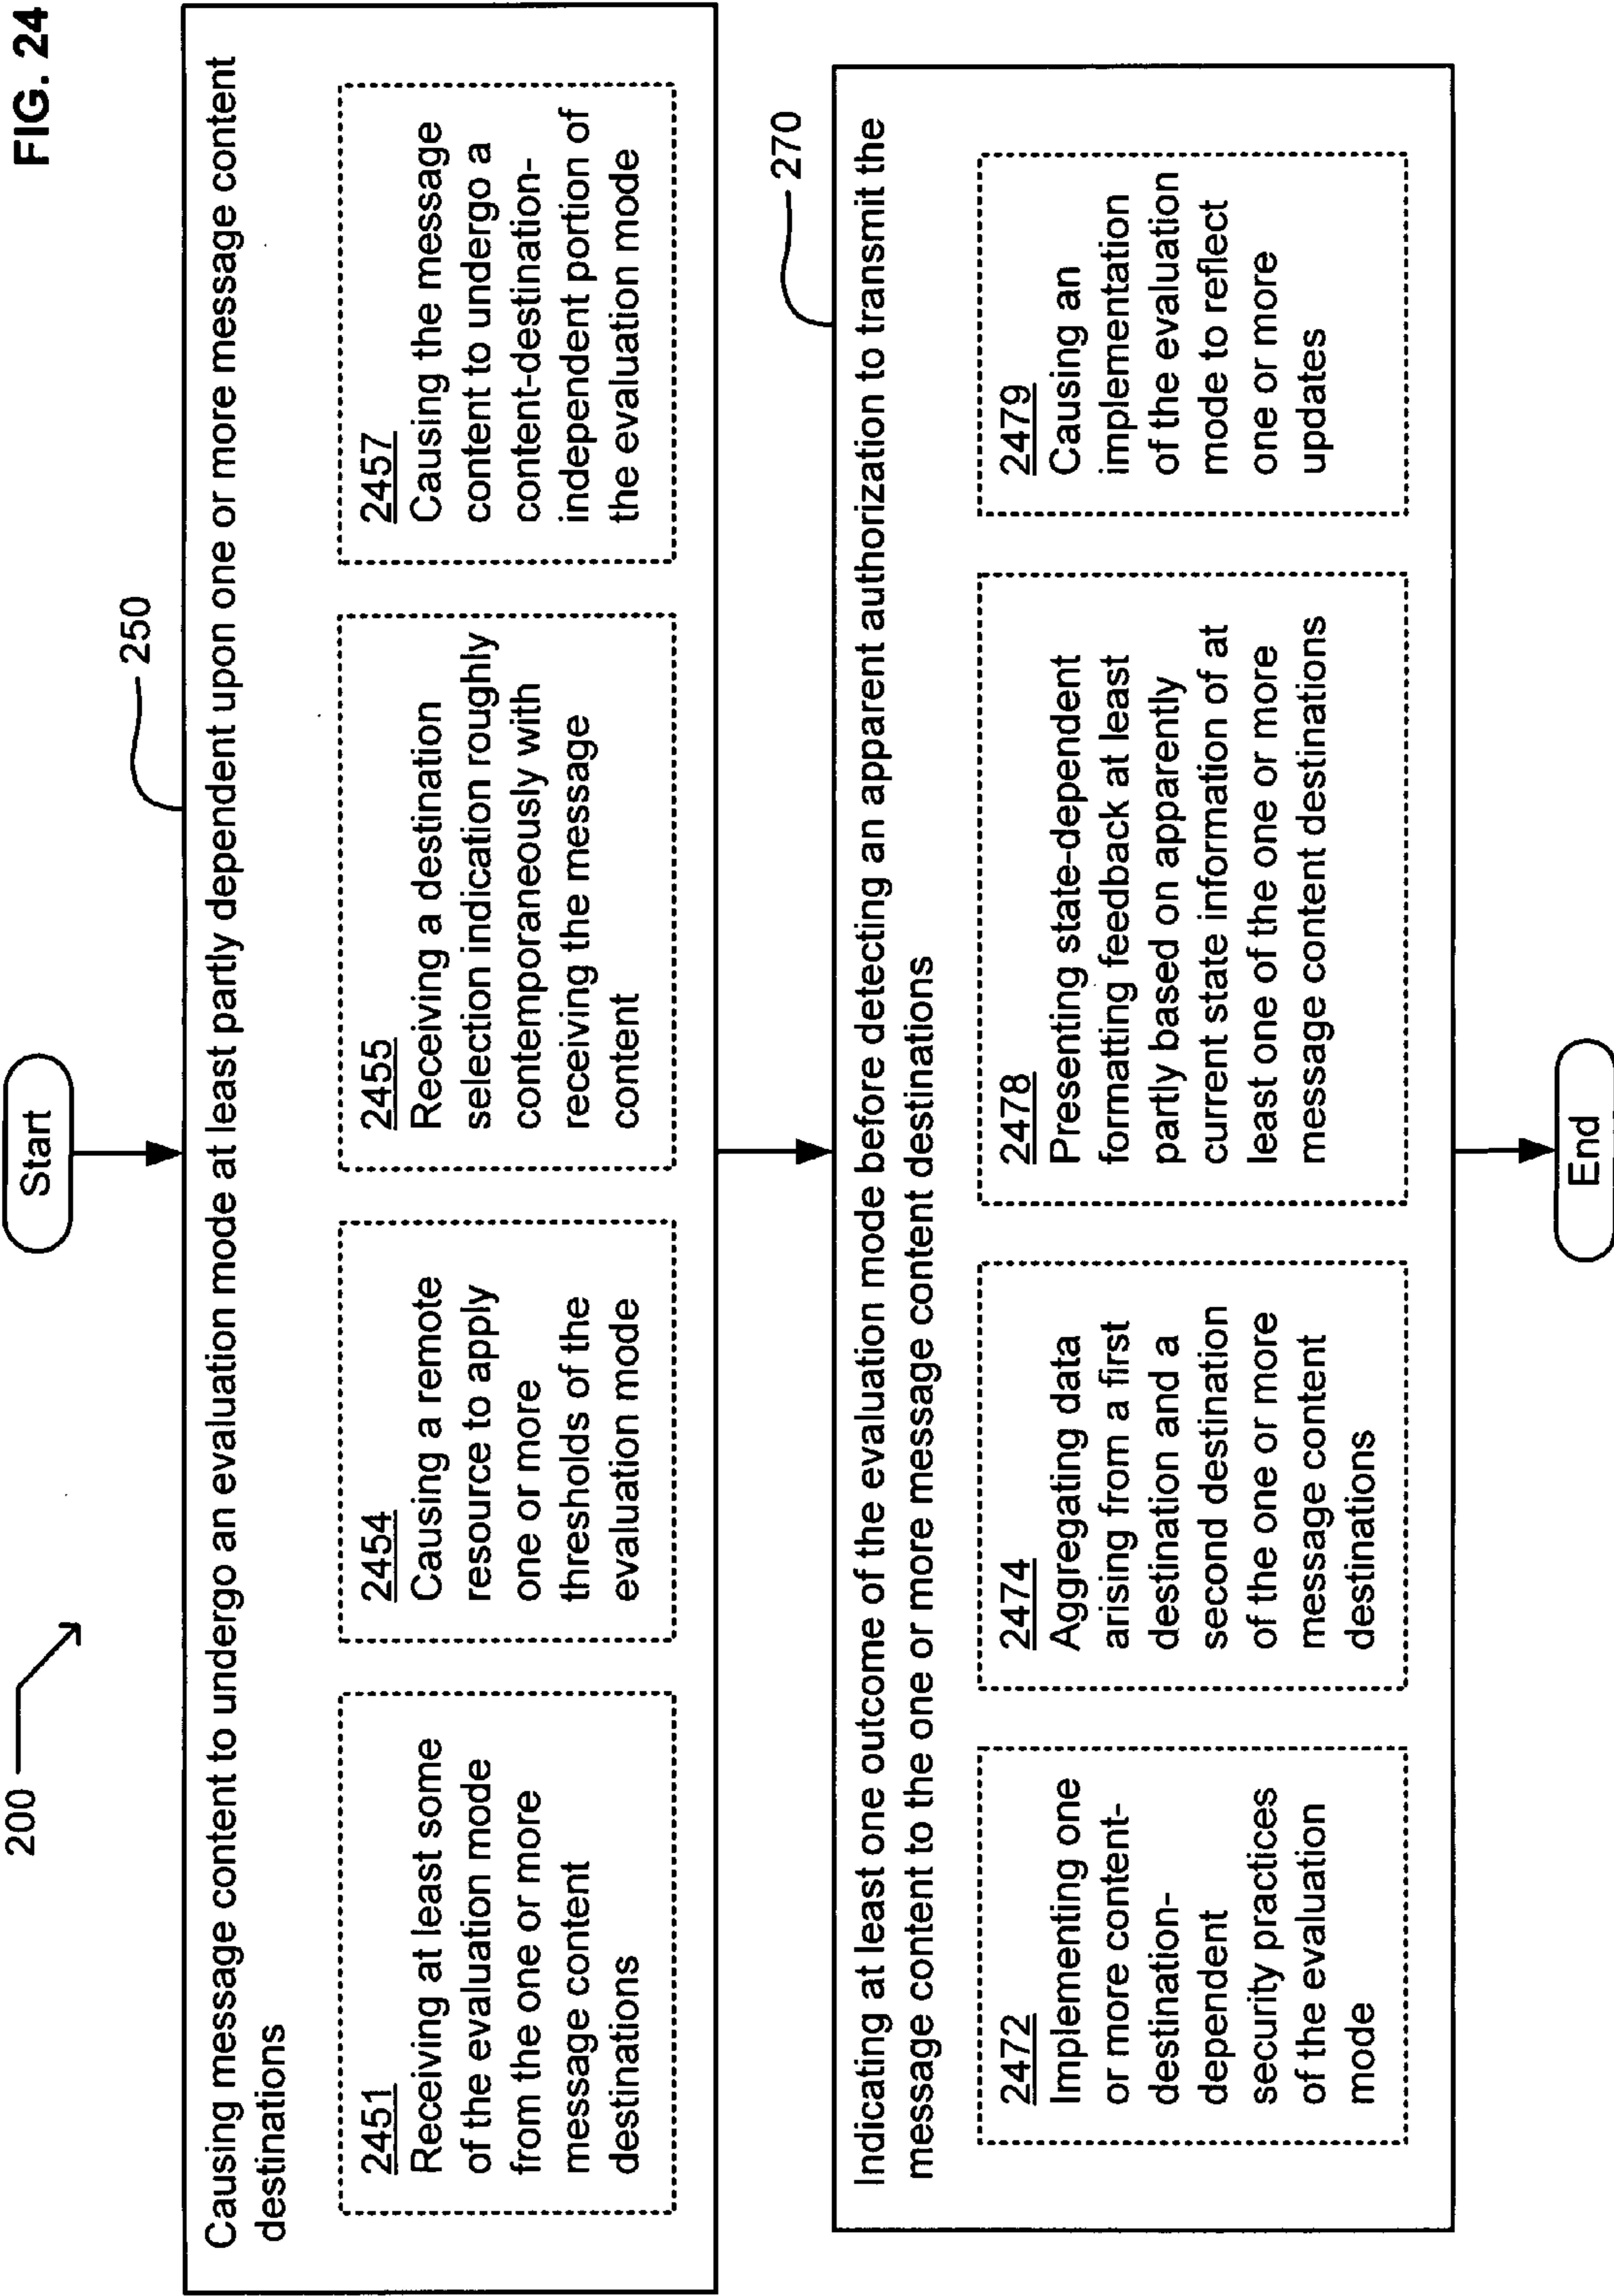 FIG. 24
200
Start
250
Causing message content to undergo an evaluation mode at least partly dependent upon one or more message content
destinations
2451
Receiving at least some
of the evaluation mode
from the one or more
message content
destinations
2454
Causing a remote
resource to apply
one or more
thresholds of the
evaluation mode
2455
Receiving a destination
selection indication roughly
contemporaneously with
receiving the message
content
2457
Causing the message
content to undergo a
content-destination-
independent portion of
the evaluation mode
270
Indicating at least one outcome of the evaluation mode before detecting an apparent authorization to transmit the
message content to the one or more message content destinations
2472
Implementing one
or more content-
destination-
dependent
security practices
of the evaluation
mode
2474
Aggregating data
arising from a first
destination and a
second destination
of the one or more
message content
destinations
2478
Presenting state-dependent
formatting feedback at least
partly based on apparently
current state information of at
least one of the one or more
message content destinations
2479
Causing an
implementation
of the evaluation
mode to reflect
one or more
updates
End